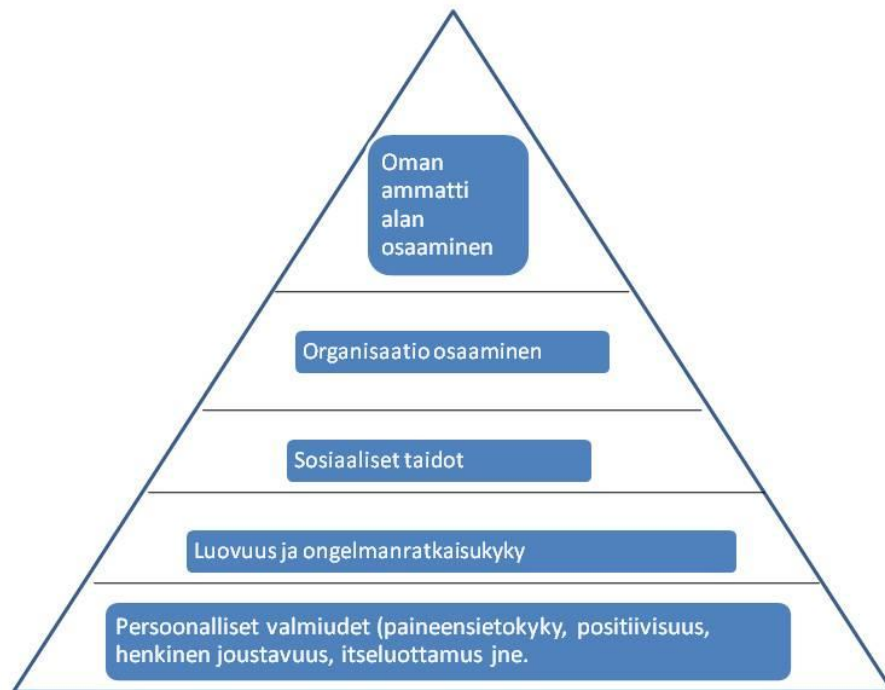 Oman
ammatti
alan
osaaminen
Organisaatio osaaminen
Sosiaaliset taidot
Luovuus ja ongelmanratkaisukyky
Persoonalliset valmiudet (paineensietokyky, positiivisuus,
henkinen joustavuus, itseluottamus jne.